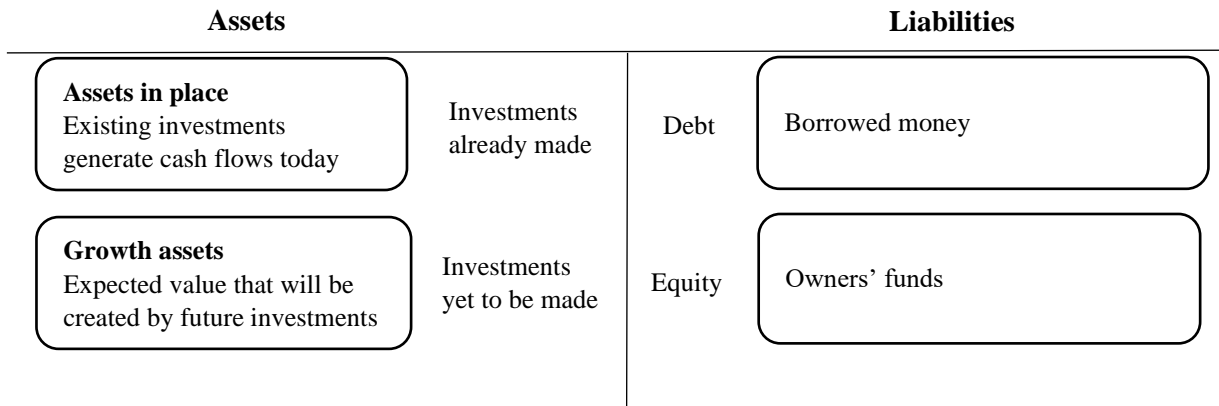 Assets
Liabilities
Assets in place
Existing investments
generate cash flows today
Investments
already made
Debt
Borrowed money
Growth assets
Expected value that will be
created by future investments
Investments
yet to be made
Equity
Owners’ funds